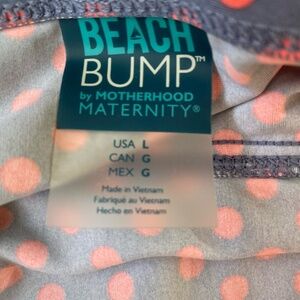 BEACH
BUMP™
by MOTHERHOOD
MATERNITY®
USA L
CAN G
MEX G
Made in Vietnam
Fabriqué au Vietnam
Hecho en Vietnam